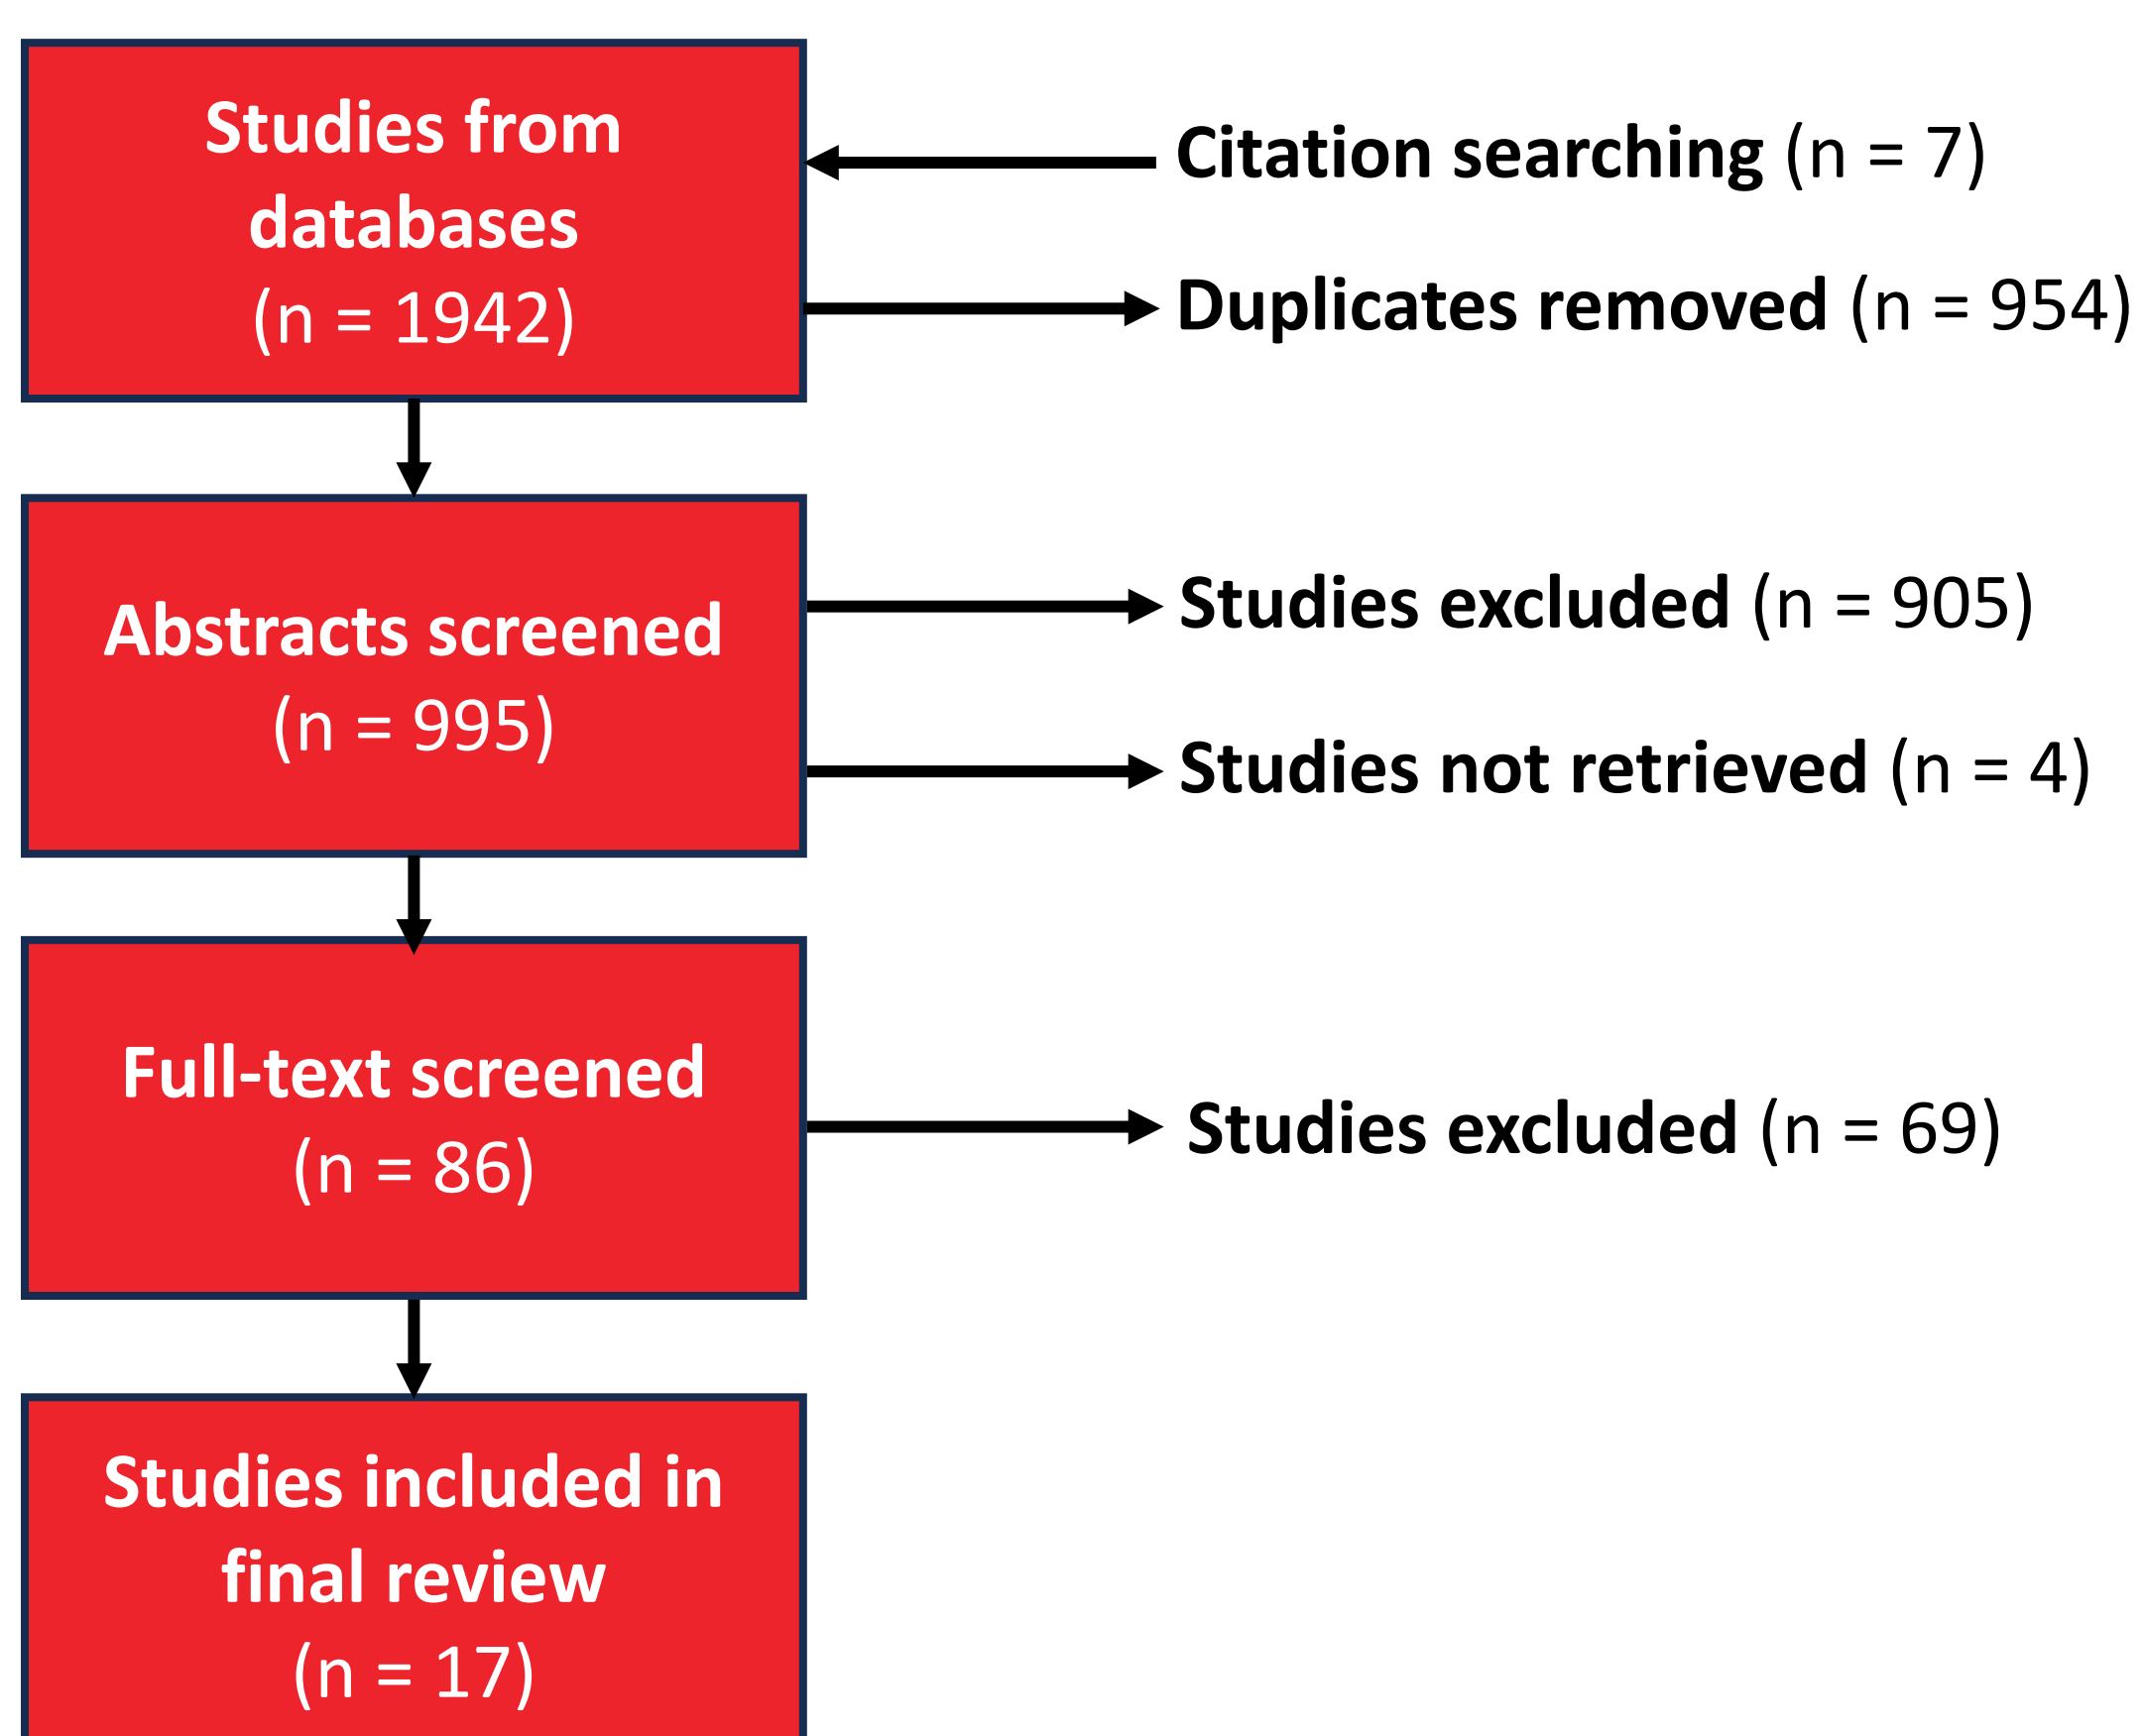 Studies from
databases
(n = 1942)
Citation searching (n = 7)
Duplicates removed (n = 954)
Abstracts screened
(n = 995)
Studies excluded (n = 905)
Studies not retrieved (n = 4)
Full-text screened
(n = 86)
Studies excluded (n = 69)
Studies included in
final review
(n = 17)